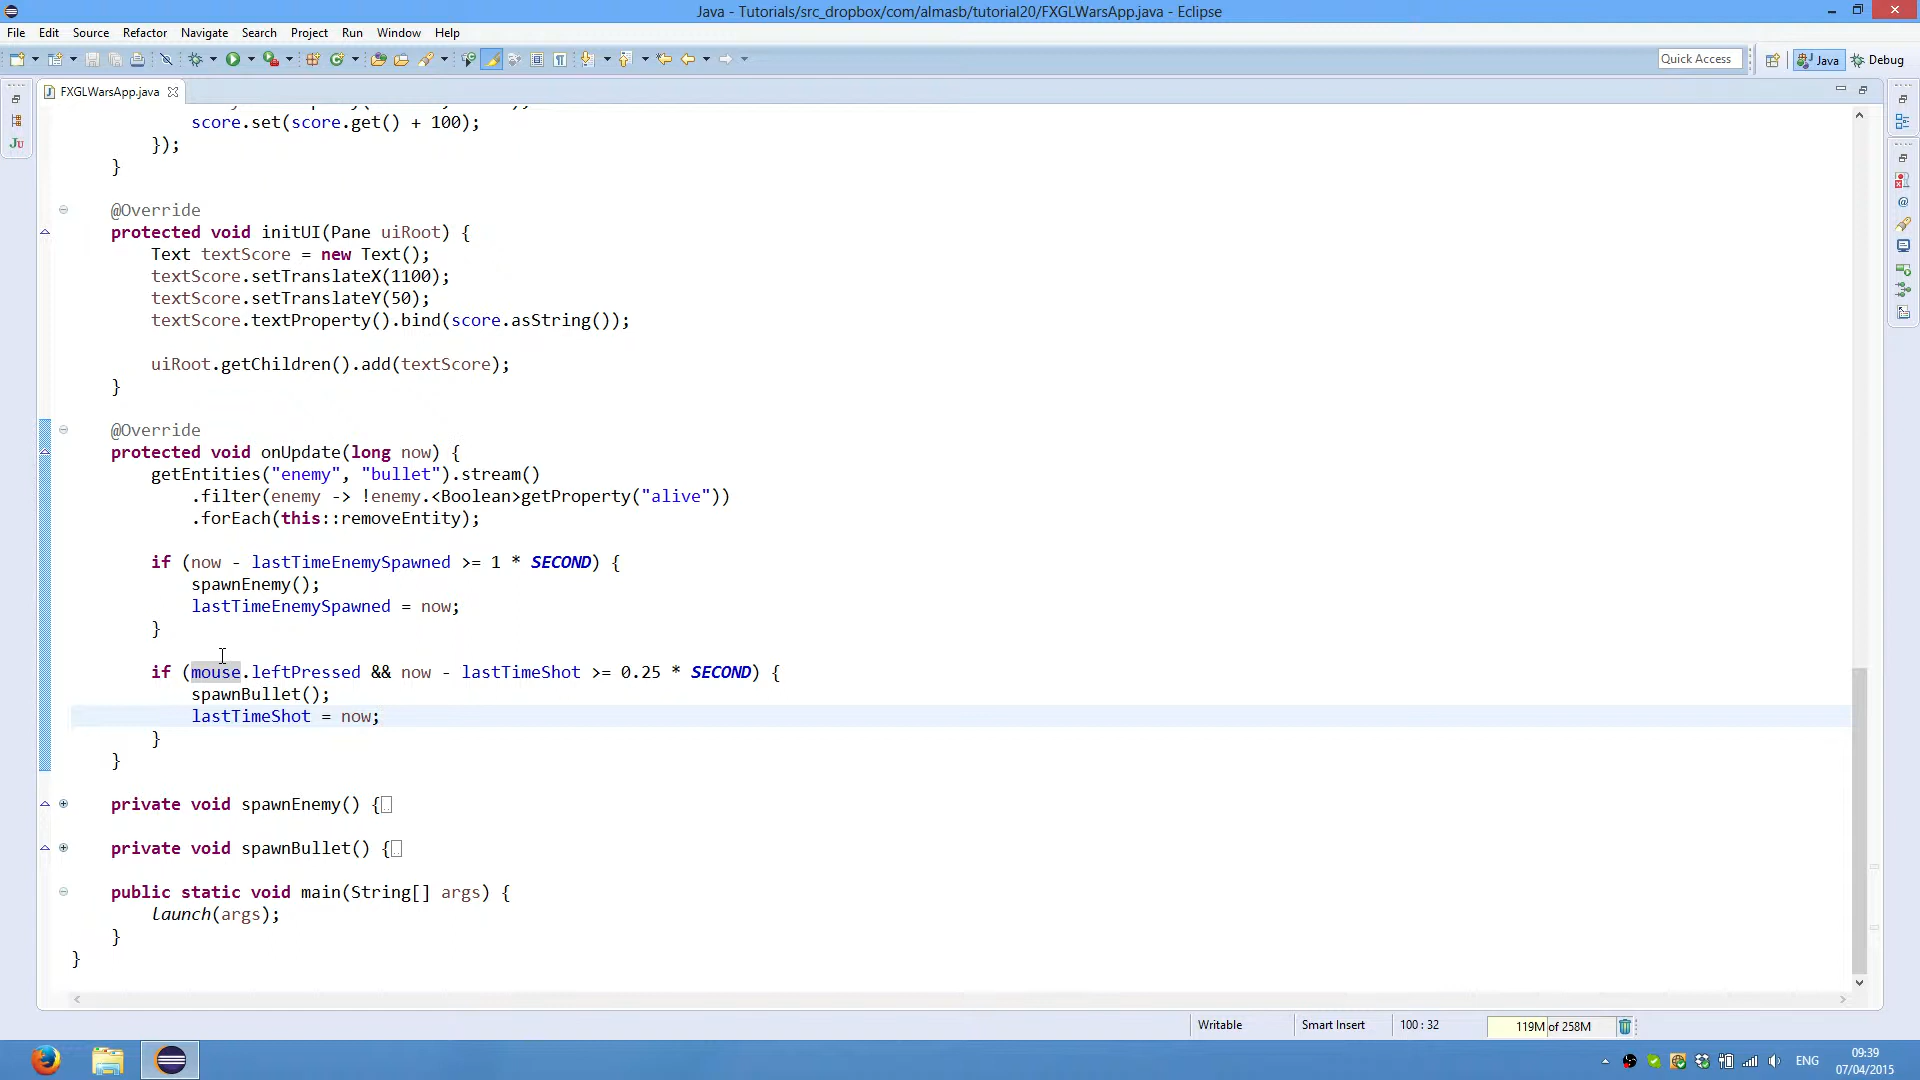 Java - Tutorials/src_dropbox/com/almasb/tutorial20/FXGLWarsApp.java - Eclipse
File Edit Source Refactor Navigate Search Project Run Window Help
Quick Access
Java
Debug
FXGLWarsApp.java
score.set(score.get() + 100);
});
}
@Override
protected void initUI(Pane uiRoot) {
Text textScore = new Text();
textScore.setTranslateX(1100);
textScore.setTranslateY(50);
textScore.textProperty().bind(score.asString());
uiRoot.getChildren().add(textScore);
}
@Override
protected void onUpdate(long now) {
getEntities("enemy", "bullet").stream()
.filter(enemy -> !enemy.<Boolean>getProperty("alive"))
.forEach(this::removeEntity);
if (now - lastTimeEnemySpawned >= 1 * SECOND) {
spawnEnemy();
lastTimeEnemySpawned = now;
}
if (mouse.leftPressed && now - lastTimeShot >= 0.25 * SECOND) {
spawnBullet();
lastTimeShot = now;
}
}
private void spawnEnemy() {
private void spawnBullet() {
public static void main(String[] args) {
launch(args);
}
}
Writable
Smart Insert
100 : 32
119M of 258M
ENG
09:39
07/04/2015